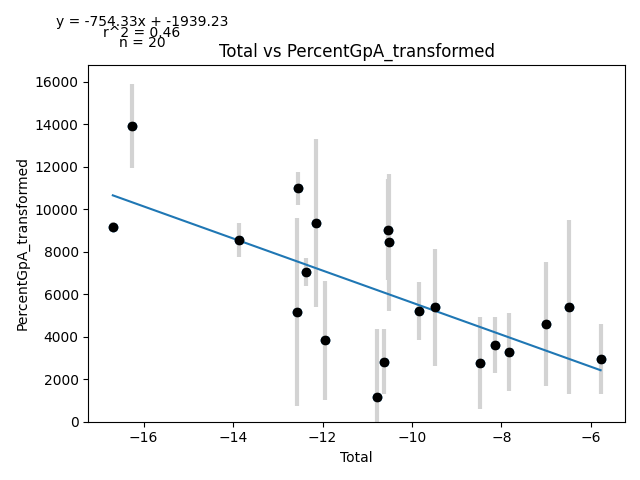 y = -754.33x + -1939.23
r^2 = 0.46
n = 20
Total vs PercentGpA_transformed
PercentGpA_transformed
16000
14000
12000
10000
8000
6000
4000
2000
0
−16
−14
−12
−10
−8
−6
Total